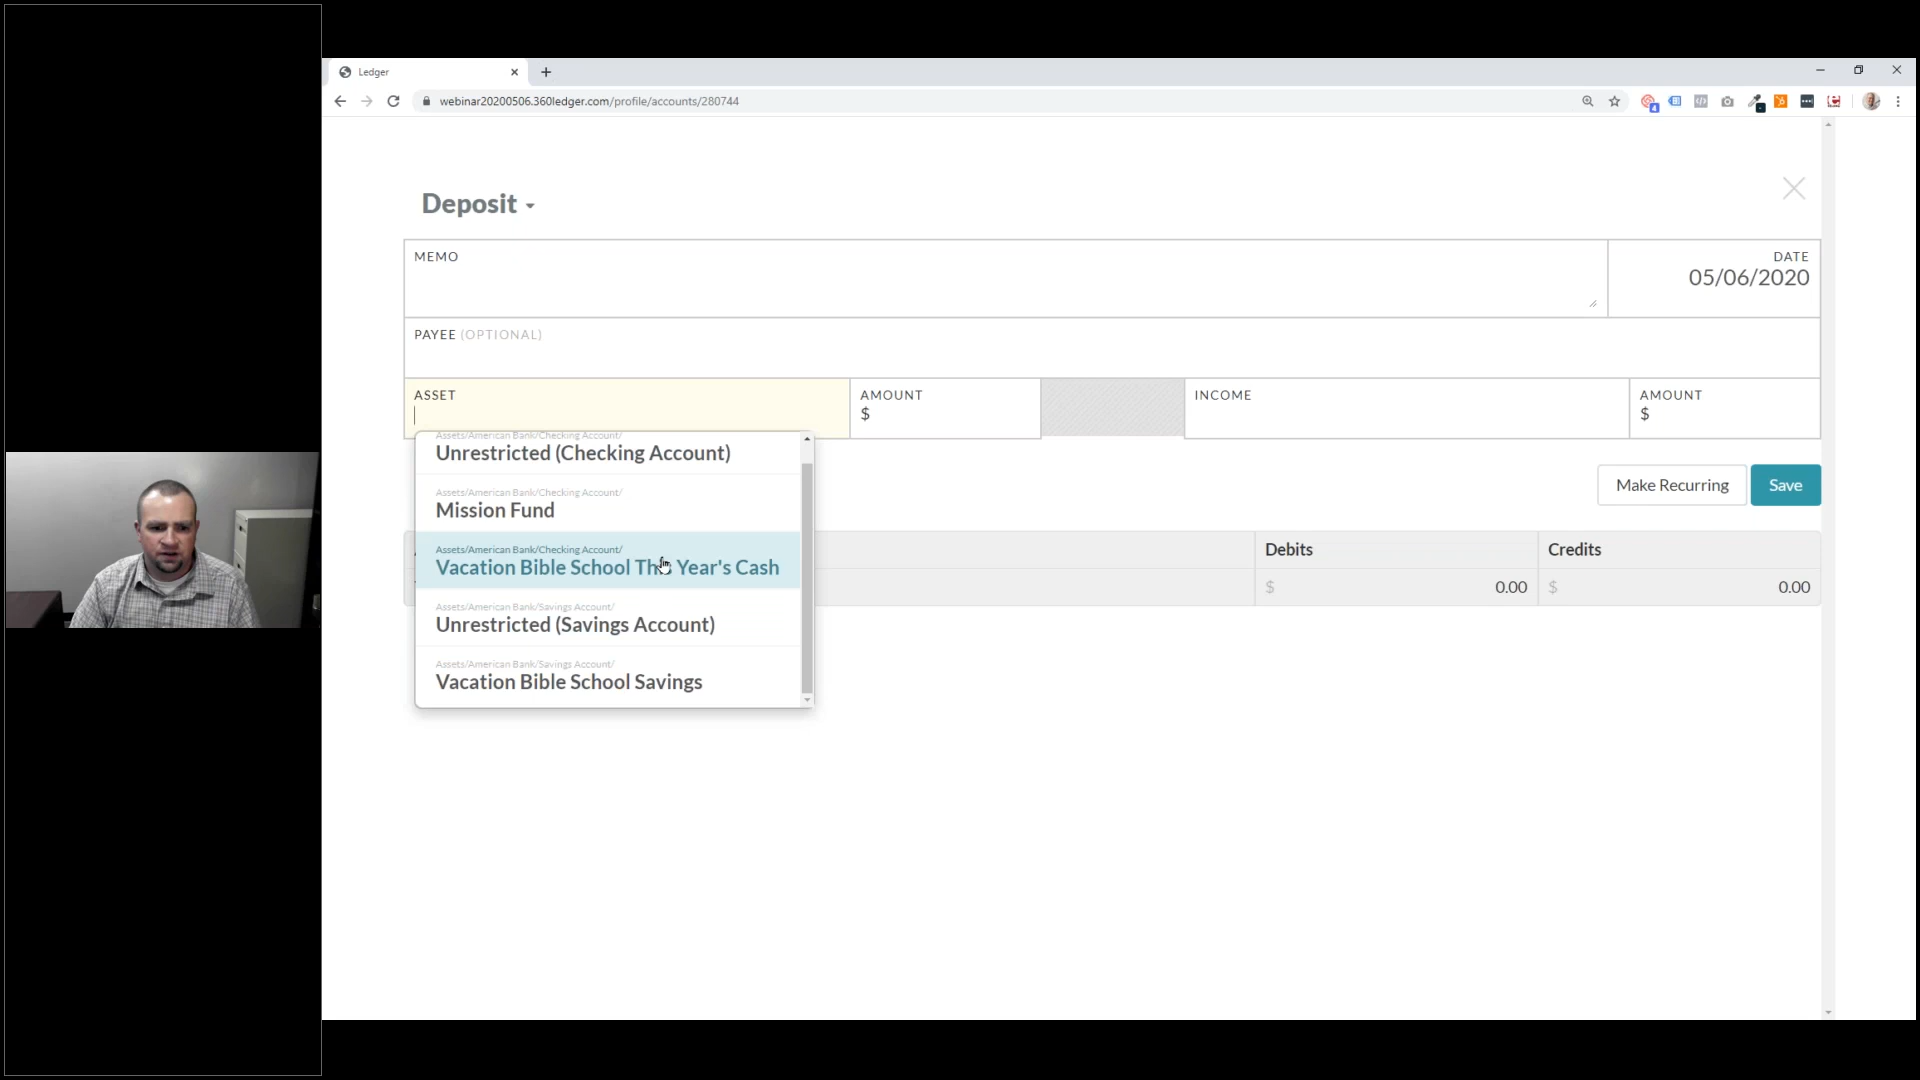 Ledger
webinar20200506.360ledger.com/profile/accounts/280744
Deposit
MEMO
DATE
05/06/2020
PAYEE (OPTIONAL)
ASSET
AMOUNT
$
INCOME
AMOUNT
$
Assets/American Bank/Checking Account/
Unrestricted (Checking Account)
Assets/American Bank/Checking Account/
Mission Fund
Assets/American Bank/Checking Account/
Vacation Bible School This Year's Cash
Assets/American Bank/Savings Account/
Unrestricted (Savings Account)
Assets/American Bank/Savings Account/
Vacation Bible School Savings
Make Recurring
Save
Debits
Credits
$ 0.00
$ 0.00